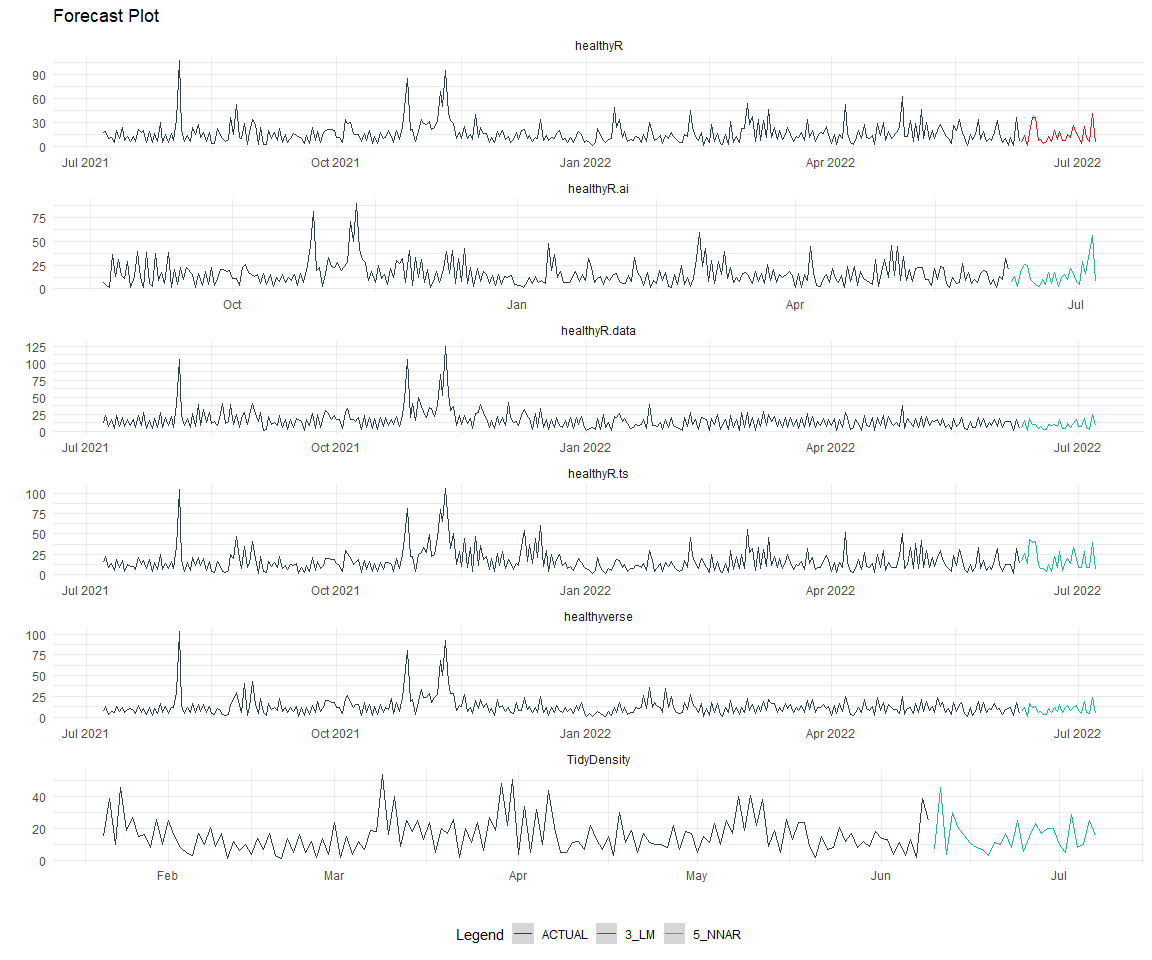 Forecast Plot
healthyR
90
60
30
0
Jul 2021 Oct 2021 Jan 2022 Apr 2022 Jul 2022
healthyR.ai
75
50
25
0
Oct Jan Apr Jul
healthyR.data
125
100
75
50
25
0
Jul 2021 Oct 2021 Jan 2022 Apr 2022 Jul 2022
healthyR.ts
100
75
50
25
0
Jul 2021 Oct 2021 Jan 2022 Apr 2022 Jul 2022
healthyverse
100
75
50
25
0
Jul 2021 Oct 2021 Jan 2022 Apr 2022 Jul 2022
TidyDensity
40
20
0
Feb Mar Apr May Jun Jul
Legend ACTUAL 3_LM 5_NNAR